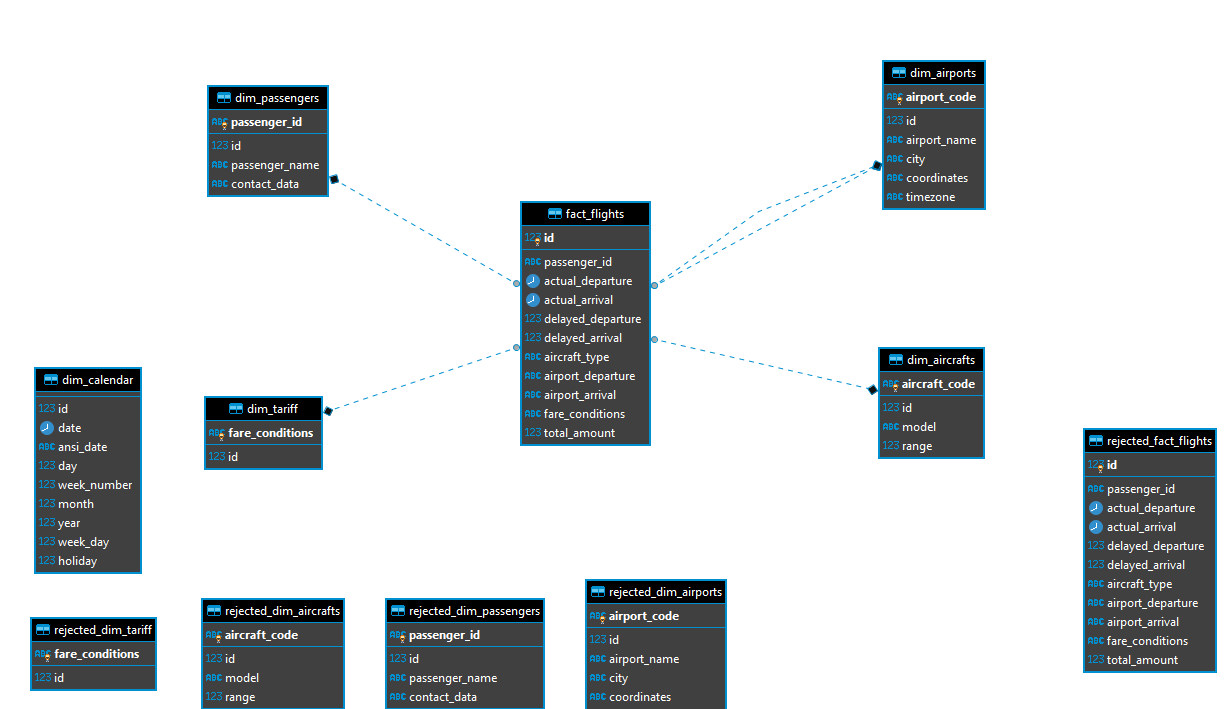 dim_passengers
ABC passenger_id
123 id
ABC passenger_name
ABC contact_data
dim_airports
ABC airport_code
123 id
ABC airport_name
ABC city
ABC coordinates
ABC timezone
fact_flights
123 id
ABC passenger_id
actual_departure
actual_arrival
123 delayed_departure
123 delayed_arrival
ABC aircraft_type
ABC airport_departure
ABC airport_arrival
ABC fare_conditions
123 total_amount
dim_aircrafts
ABC aircraft_code
123 id
ABC model
123 range
dim_calendar
123 id
date
ABC ansi_date
123 day
123 week_number
123 month
123 year
123 week_day
123 holiday
dim_tariff
ABC fare_conditions
123 id
rejected_fact_flights
123 id
ABC passenger_id
actual_departure
actual_arrival
123 delayed_departure
123 delayed_arrival
ABC aircraft_type
ABC airport_departure
ABC airport_arrival
ABC fare_conditions
123 total_amount
rejected_dim_tariff
ABC fare_conditions
123 id
rejected_dim_aircrafts
ABC aircraft_code
123 id
ABC model
123 range
rejected_dim_passengers
ABC passenger_id
123 id
ABC passenger_name
ABC contact_data
rejected_dim_airports
ABC airport_code
123 id
ABC airport_name
ABC city
ABC coordinates